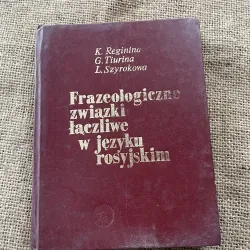 K. Reginina
G. Tiurina
L. Szyrokowa
Frazeologiczne
związki
łączliwe
w języku
rosyjskim